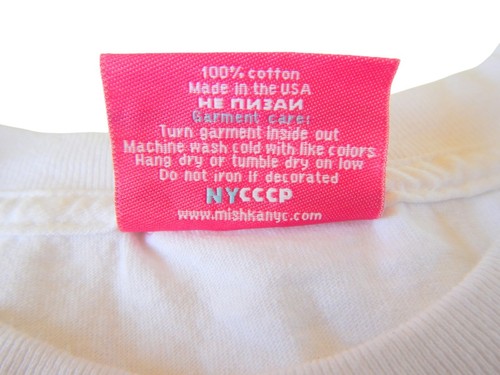 100% cotton
Made in the USA
НЕ ПИЗАЙ
Garment care:
Turn garment inside out
Machine wash cold with like colors
Hang dry or tumble dry on low
Do not iron if decorated
NYCCCP
www.mishkanyc.com